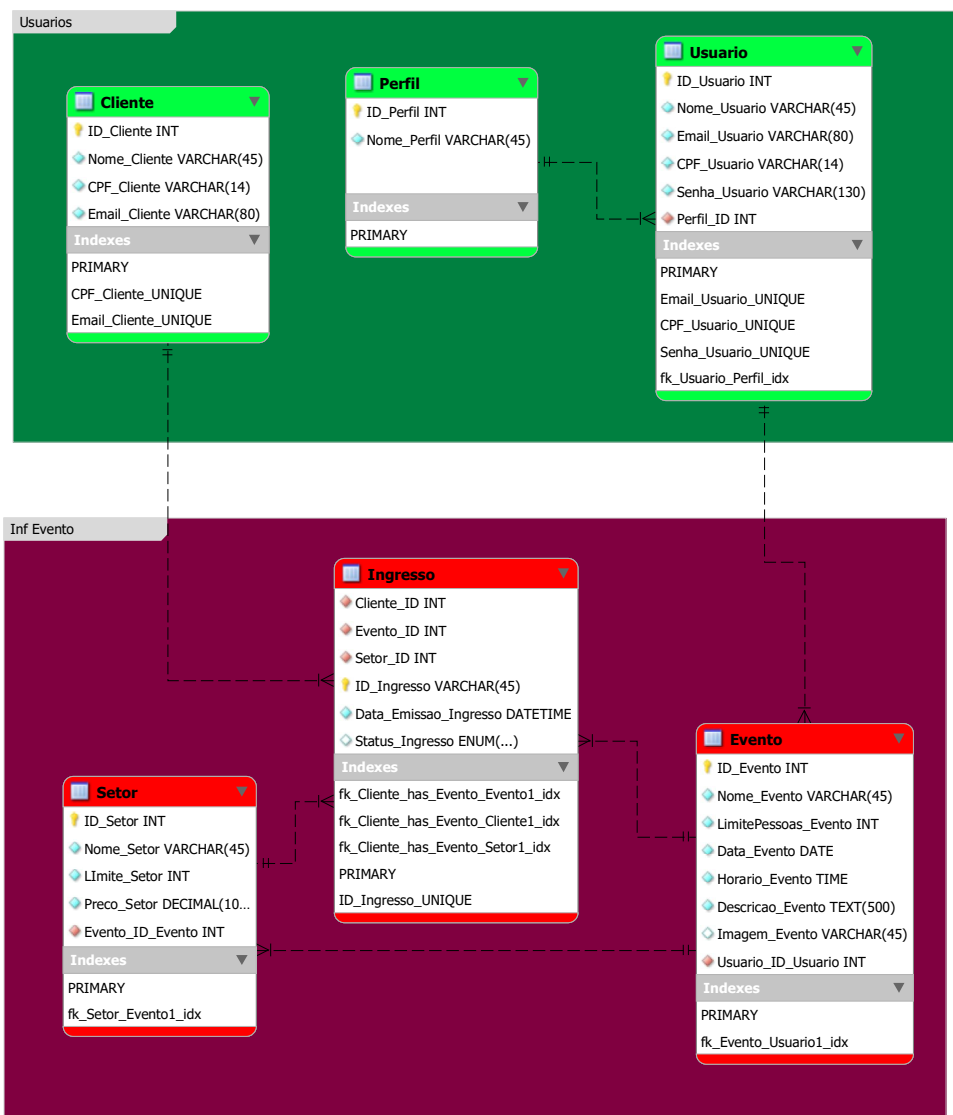 Usuarios
Cliente
ID_Cliente INT
Nome_Cliente VARCHAR(45)
CPF_Cliente VARCHAR(14)
Email_Cliente VARCHAR(80)
Indexes
PRIMARY
CPF_Cliente_UNIQUE
Email_Cliente_UNIQUE
Perfil
ID_Perfil INT
Nome_Perfil VARCHAR(45)
Indexes
PRIMARY
Usuario
ID_Usuario INT
Nome_Usuario VARCHAR(45)
Email_Usuario VARCHAR(80)
CPF_Usuario VARCHAR(14)
Senha_Usuario VARCHAR(130)
Perfil_ID INT
Indexes
PRIMARY
Email_Usuario_UNIQUE
CPF_Usuario_UNIQUE
Senha_Usuario_UNIQUE
fk_Usuario_Perfil_idx
Inf Evento
Ingresso
Cliente_ID INT
Evento_ID INT
Setor_ID INT
ID_Ingresso VARCHAR(45)
Data_Emissao_Ingresso DATETIME
Status_Ingresso ENUM(...)
Indexes
fk_Cliente_has_Evento_Evento1_idx
fk_Cliente_has_Evento_Cliente1_idx
fk_Cliente_has_Evento_Setor1_idx
PRIMARY
ID_Ingresso_UNIQUE
Setor
ID_Setor INT
Nome_Setor VARCHAR(45)
LImite_Setor INT
Preco_Setor DECIMAL(10...
Evento_ID_Evento INT
Indexes
PRIMARY
fk_Setor_Evento1_idx
Evento
ID_Evento INT
Nome_Evento VARCHAR(45)
LimitePessoas_Evento INT
Data_Evento DATE
Horario_Evento TIME
Descricao_Evento TEXT(500)
Imagem_Evento VARCHAR(45)
Usuario_ID_Usuario INT
Indexes
PRIMARY
fk_Evento_Usuario1_idx